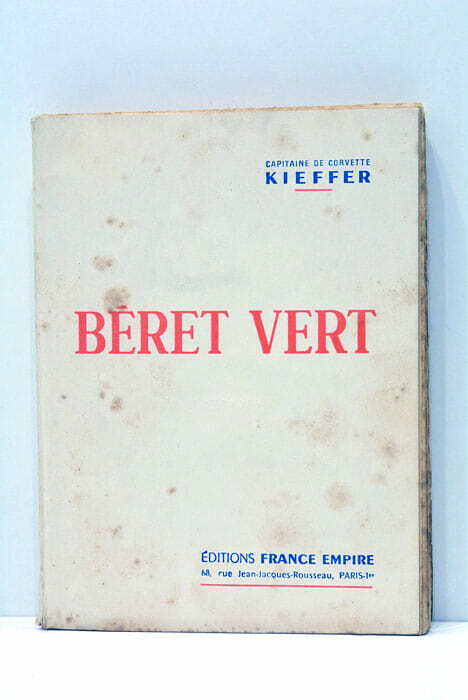 CAPITAINE DE CORVETTE
KIEFFER
BÉRET VERT
ÉDITIONS FRANCE EMPIRE
68, rue Jean-Jacques-Rousseau, PARIS-1er